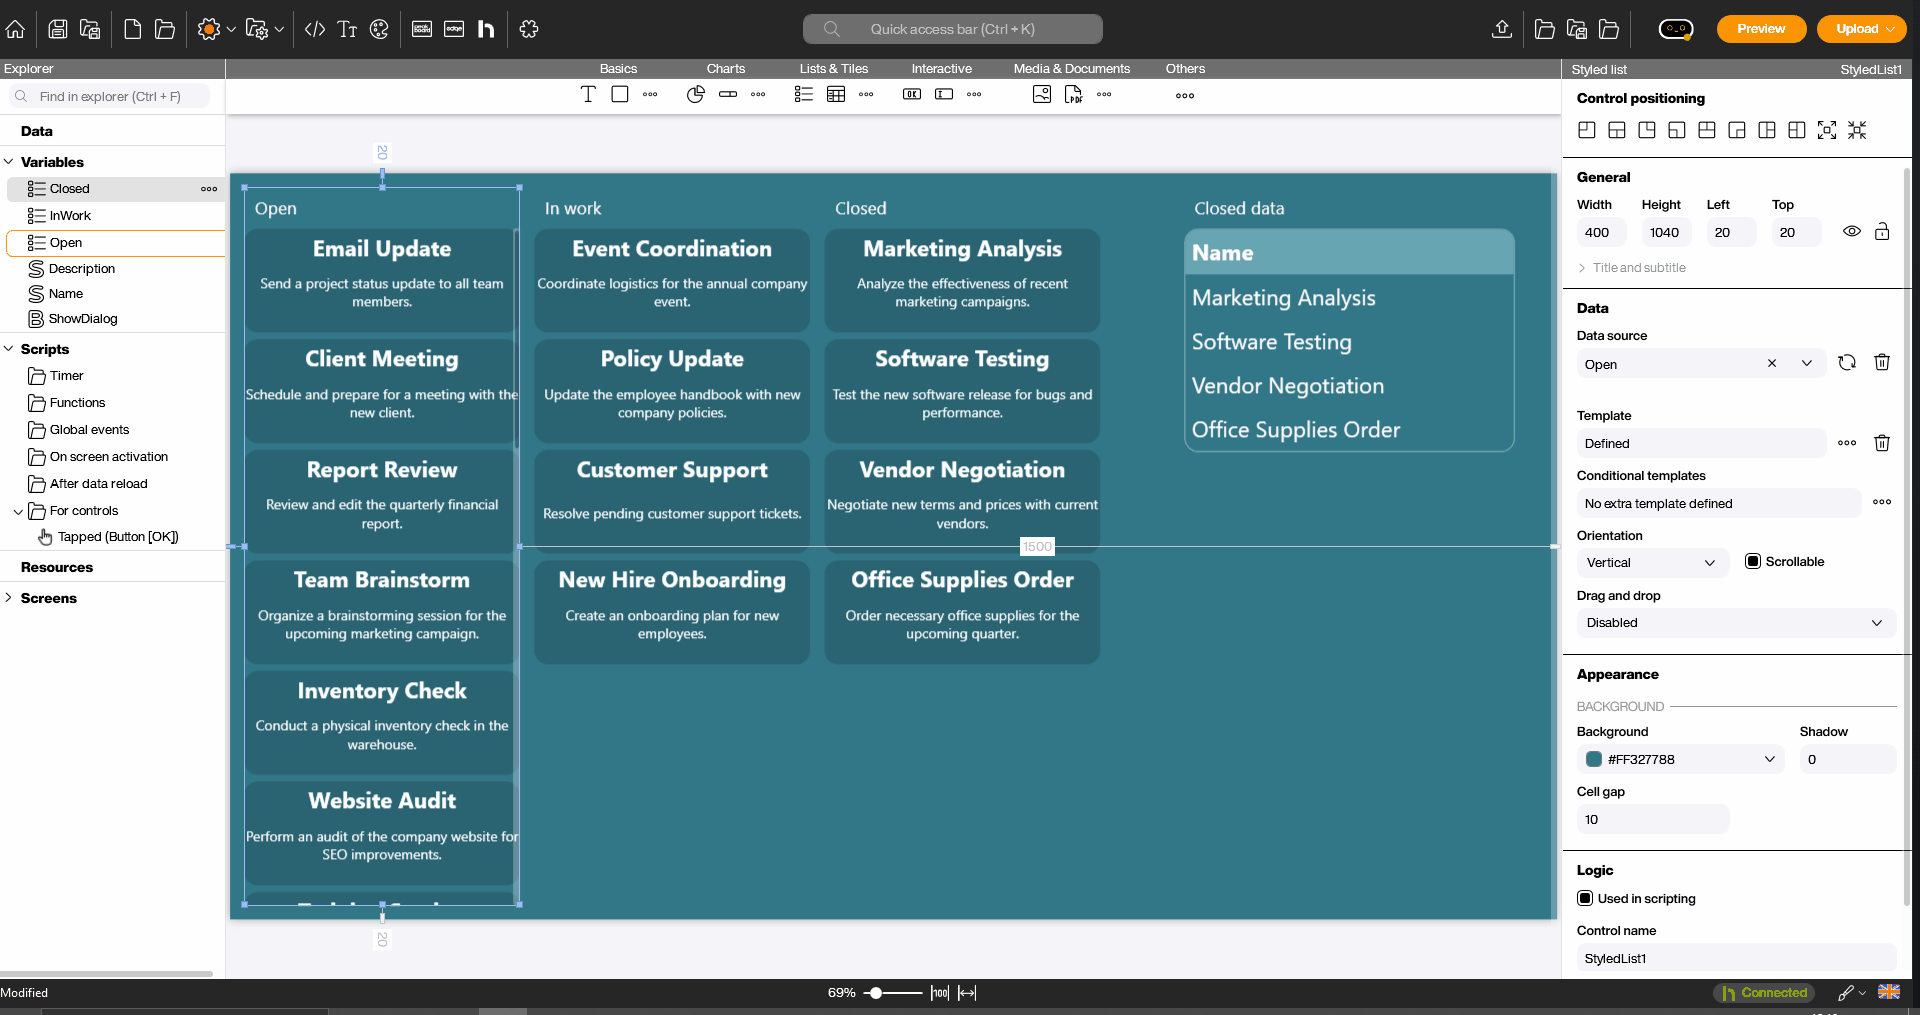 Quick access bar (Ctrl + K)
Preview
Upload
Explorer
Basics
Charts
Lists & Tiles
Interactive
Media & Documents
Others
Styled list
StyledList1
Find in explorer (Ctrl + F)
Data
Variables
Closed
InWork
Open
Description
Name
ShowDialog
Scripts
Timer
Functions
Global events
On screen activation
After data reload
For controls
Tapped (Button [OK])
Resources
Screens
20
Open
Email Update
Send a project status update to all team
members.
Client Meeting
Schedule and prepare for a meeting with the
new client.
Report Review
Review and edit the quarterly financial
report.
Team Brainstorm
Organize a brainstorming session for the
upcoming marketing campaign.
Inventory Check
Conduct a physical inventory check in the
warehouse.
Website Audit
Perform an audit of the company website for
SEO improvements.
20
In work
Event Coordination
Coordinate logistics for the annual company
event.
Policy Update
Update the employee handbook with new
company policies.
Customer Support
Resolve pending customer support tickets.
New Hire Onboarding
Create an onboarding plan for new
employees.
Closed
Marketing Analysis
Analyze the effectiveness of recent
marketing campaigns.
Software Testing
Test the new software release for bugs and
performance.
Vendor Negotiation
Negotiate new terms and prices with current
vendors.
Office Supplies Order
Order necessary office supplies for the
upcoming quarter.
1500
Closed data
Name
Marketing Analysis
Software Testing
Vendor Negotiation
Office Supplies Order
Control positioning
General
Width Height Left Top
400 1040 20 20
Title and subtitle
Data
Data source
Open
Template
Defined
Conditional templates
No extra template defined
Orientation
Vertical
Scrollable
Drag and drop
Disabled
Appearance
BACKGROUND
Background Shadow
#FF327788 0
Cell gap
10
Logic
Used in scripting
Control name
StyledList1
Modified
69%
100
Connected